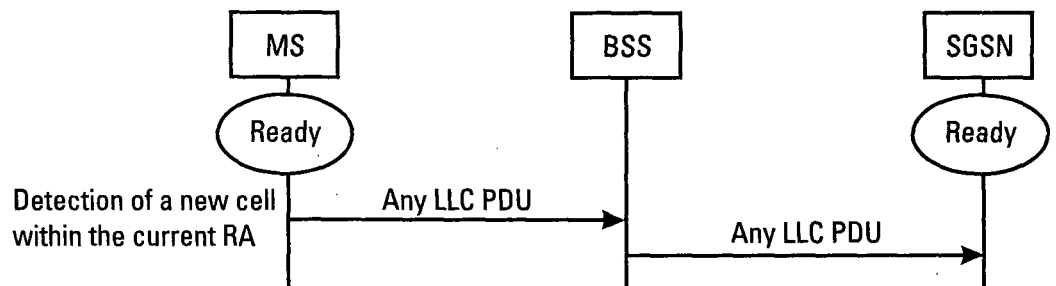 MS
BSS
SGSN
Ready
Ready
Detection of a new cell
within the current RA
Any LLC PDU
Any LLC PDU